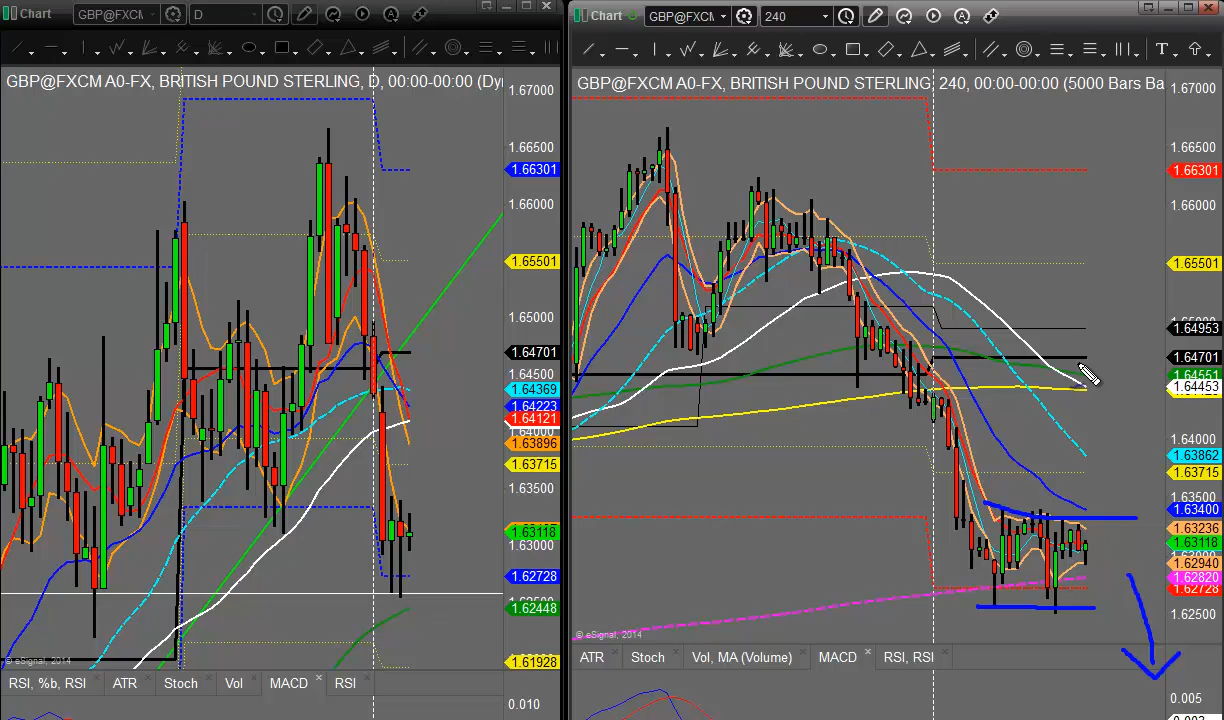 Chart
GBP@FXCM
D
GBP@FXCM A0-FX, BRITISH POUND STERLING, D, 00:00-00:00 (Dy
1.67000
1.66500
1.66301
1.66000
1.65501
1.65000
1.64701
1.64500
1.64369
1.64223
1.64121
1.64000
1.63896
1.63715
1.63500
1.63118
1.63000
1.62728
1.62448
1.61928
© eSignal, 2014
RSI, %b, RSI
ATR
Stoch
Vol
MACD
RSI
0.010
Chart
GBP@FXCM
240
T
A
GBP@FXCM A0-FX, BRITISH POUND STERLING, 240, 00:00-00:00 (5000 Bars Ba
1.67000
1.66500
1.66301
1.66000
1.65501
1.64953
1.64701
1.64551
1.64453
1.64000
1.63862
1.63715
1.63500
1.63400
1.63236
1.63118
1.62940
1.62820
1.62728
1.62500
© eSignal, 2014
ATR
Stoch
Vol, MA (Volume)
MACD
RSI, RSI
0.005